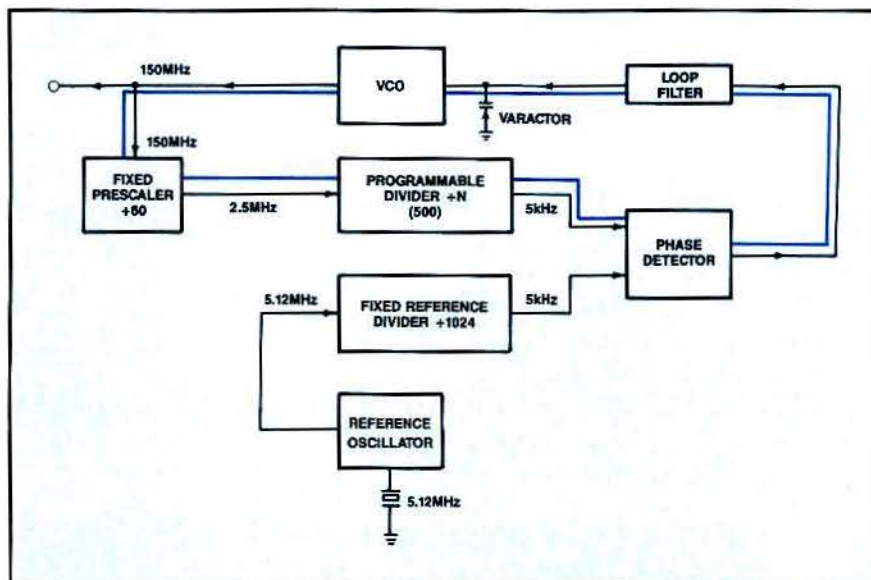 150MHz
VCO
LOOP
FILTER
VARACTOR
150MHz
FIXED
PRESCALER
+60
2.5MHz
PROGRAMMABLE
DIVIDER +N
(500)
5kHz
PHASE
DETECTOR
5.12MHz
FIXED REFERENCE
DIVIDER +1024
5kHz
REFERENCE
OSCILLATOR
5.12MHz